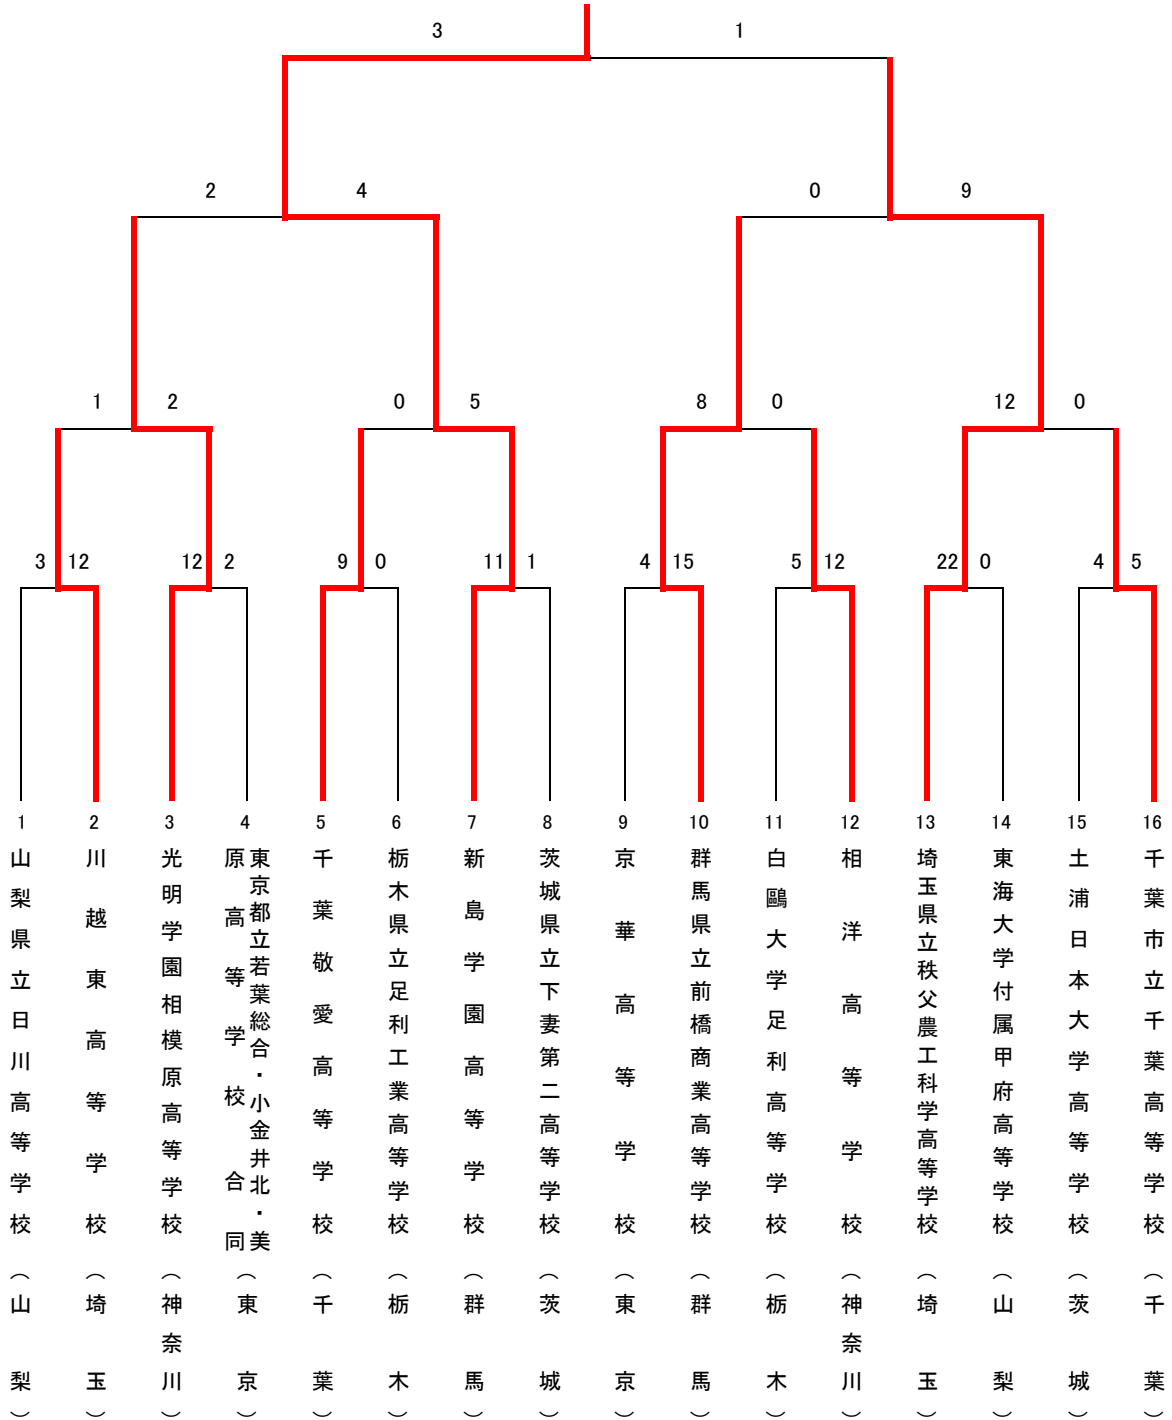 3 1
2 4 0 9
1 2 0 5 8 0 12 0
3 12 12 2 9 0 11 1 4 15 5 12 22 0 4 5
1 2 3 4 5 6 7 8 9 10 11 12 13 14 15 16
山梨県立日川高等学校（山梨）
川越東高等学校（埼玉）
光明学園相模原高等学校（神奈川）
東京都立若葉総合・小金井北・美
原高等学校合同（東京）
千葉敬愛高等学校（千葉）
栃木県立足利工業高等学校（栃木）
新島学園高等学校（群馬）
茨城県立下妻第二高等学校（茨城）
京華高等学校（東京）
群馬県立前橋商業高等学校（群馬）
白鷗大学足利高等学校（栃木）
相洋高等学校（神奈川）
埼玉県立秩父農工科学高等学校（埼玉）
東海大学付属甲府高等学校（山梨）
土浦日本大学高等学校（茨城）
千葉市立千葉高等学校（千葉）